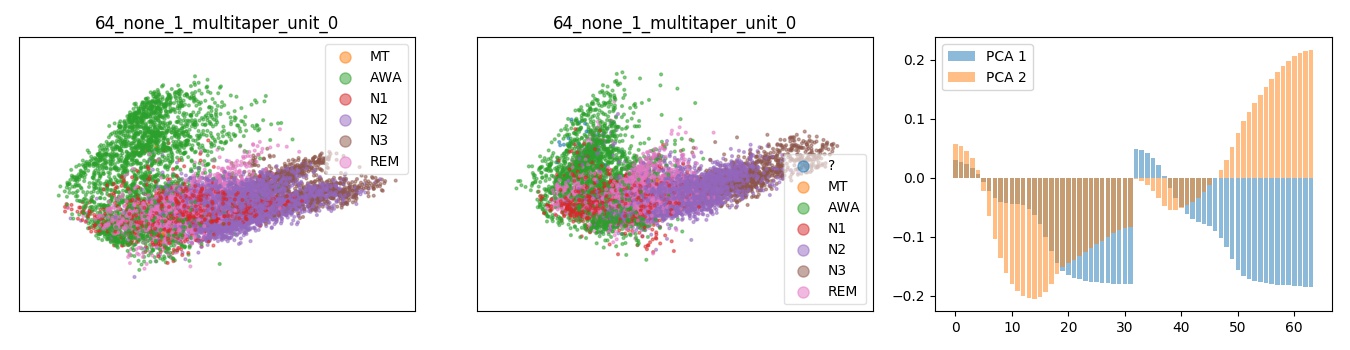 64_none_1_multitaper_unit_0
MT
AWA
N1
N2
N3
REM
64_none_1_multitaper_unit_0
?
MT
AWA
N1
N2
N3
REM
PCA 1
PCA 2
0.2
0.1
0.0
−0.1
−0.2
0 10 20 30 40 50 60